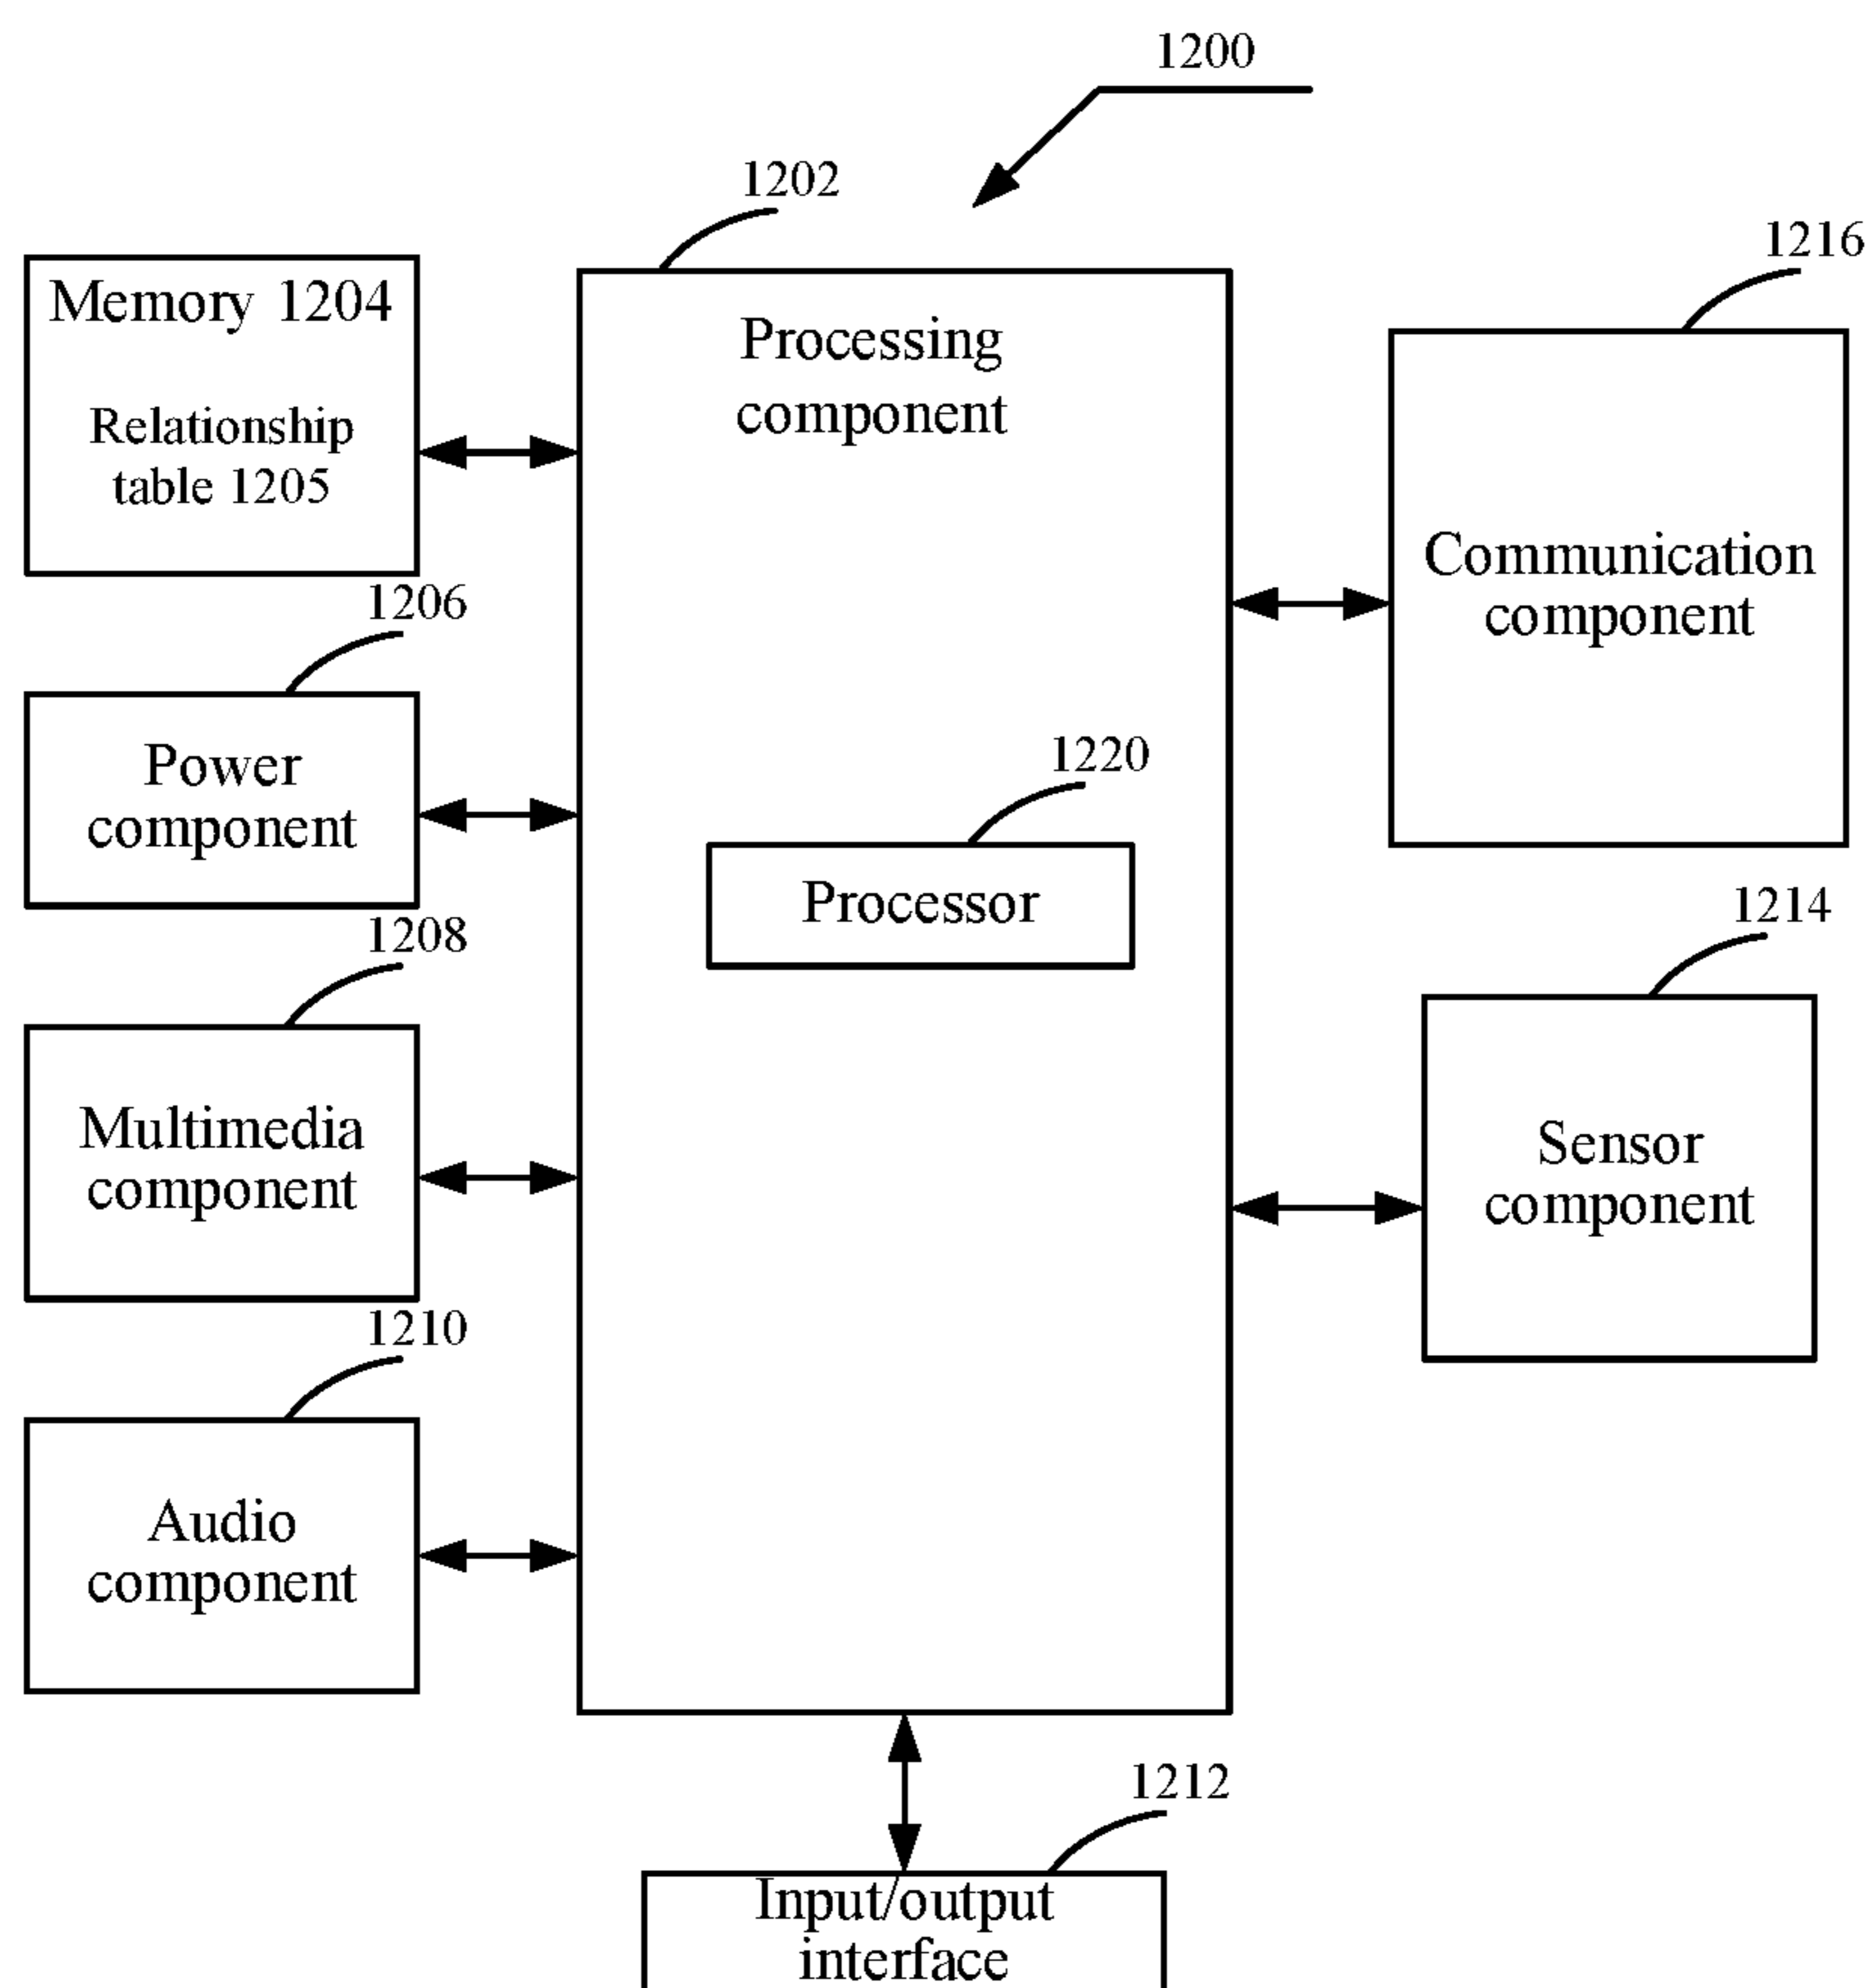 1200
1202
1216
Memory 1204
Relationship
table 1205
Processing
component
Communication
component
1206
Power
component
1220
Processor
1208
1214
Multimedia
component
Sensor
component
1210
Audio
component
1212
Input/output
interface